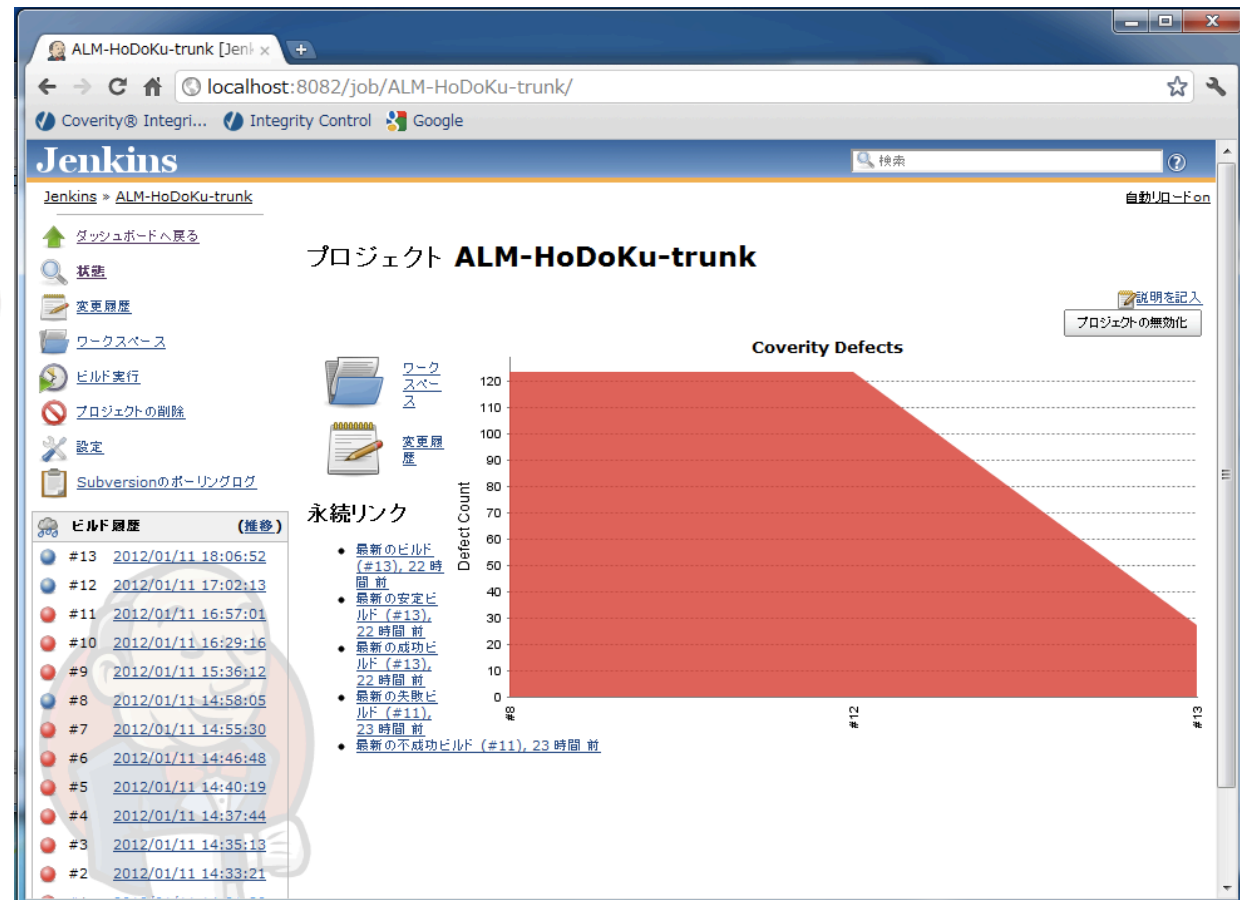 ALM-HoDoKu-trunk [Jenk
localhost:8082/job/ALM-HoDoKu-trunk/
Coverity® Integri... Integrity Control Google
Jenkins
検索
Jenkins » ALM-HoDoKu-trunk
自動リロードon
ダッシュボードへ戻る
状態
変更履歴
ワークスペース
ビルド実行
プロジェクトの削除
設定
Subversionのポーリングログ
ビルド履歴 (推移)
#13 2012/01/11 18:06:52
#12 2012/01/11 17:02:13
#11 2012/01/11 16:57:01
#10 2012/01/11 16:29:16
#9 2012/01/11 15:36:12
#8 2012/01/11 14:58:05
#7 2012/01/11 14:55:30
#6 2012/01/11 14:46:48
#5 2012/01/11 14:40:19
#4 2012/01/11 14:37:44
#3 2012/01/11 14:35:13
#2 2012/01/11 14:33:21
プロジェクト ALM-HoDoKu-trunk
説明を記入
プロジェクトの無効化
ワーク
スペー
ス
変更履
歴
永続リンク
最新のビルド
(#13), 22 時
間 前
最新の安定ビ
ルド (#13),
22 時間 前
最新の成功ビ
ルド (#13),
22 時間 前
最新の失敗ビ
ルド (#11),
23 時間 前
最新の不成功ビルド (#11), 23 時間 前
Coverity Defects
Defect Count
120
110
100
90
80
70
60
50
40
30
20
10
0
#8
#12
#13